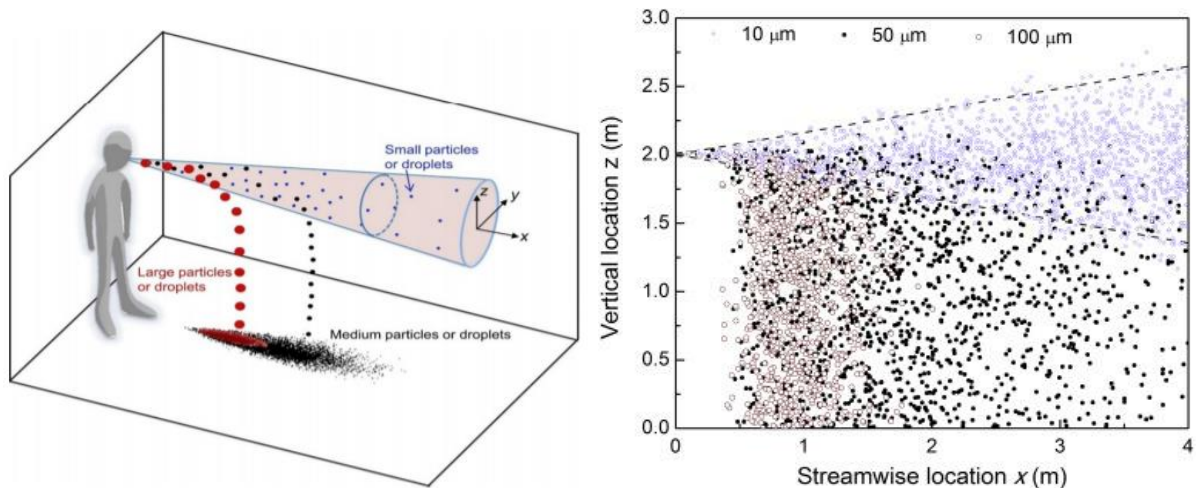 Small particles
or droplets
z
y
x
Large particles
or droplets
Medium particles or droplets
3.0
10 μm 50 μm 100 μm
2.5
2.0
1.5
1.0
0.5
0.0
Vertical location z (m)
0 1 2 3 4
Streamwise location x (m)